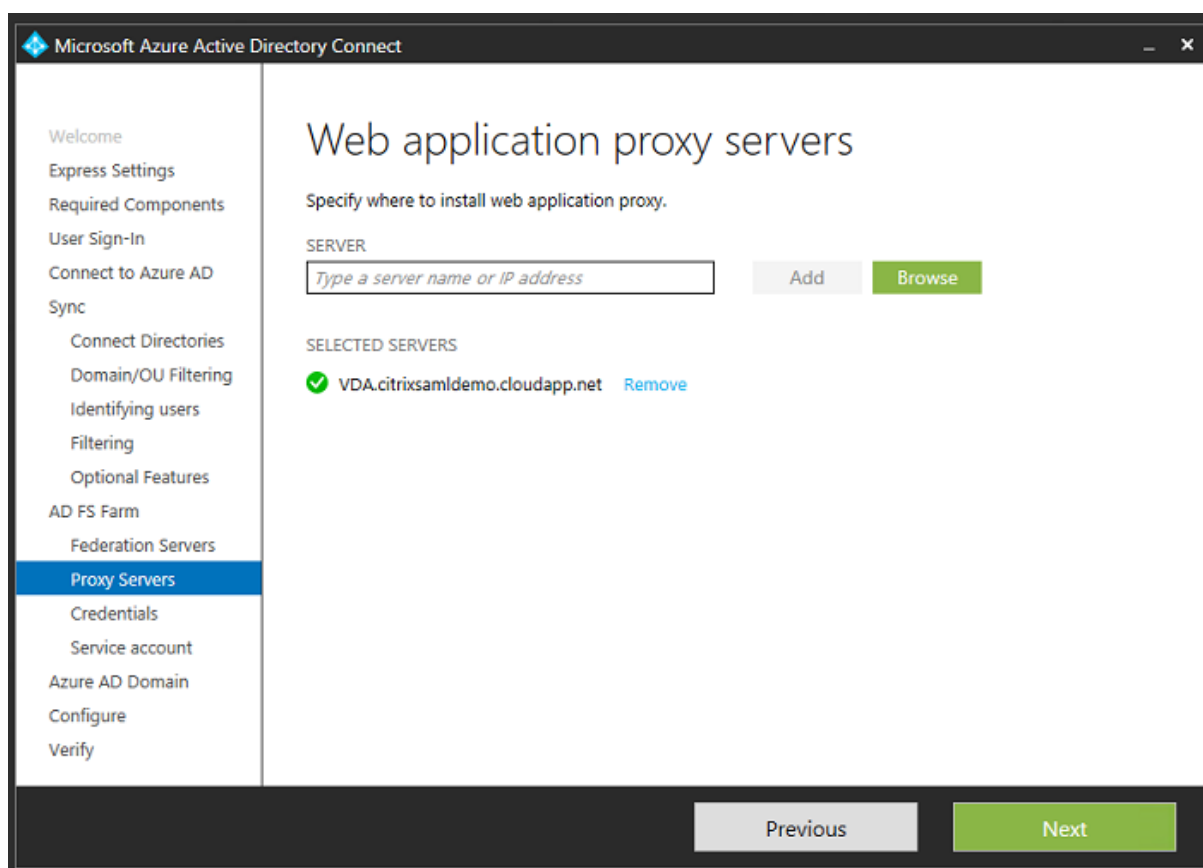 Microsoft Azure Active Directory Connect
Welcome
Express Settings
Required Components
User Sign-In
Connect to Azure AD
Sync
Connect Directories
Domain/OU Filtering
Identifying users
Filtering
Optional Features
AD FS Farm
Federation Servers
Proxy Servers
Credentials
Service account
Azure AD Domain
Configure
Verify
Web application proxy servers
Specify where to install web application proxy.
SERVER
Type a server name or IP address
Add
Browse
SELECTED SERVERS
VDA.citrixsamldemo.cloudapp.net Remove
Previous
Next